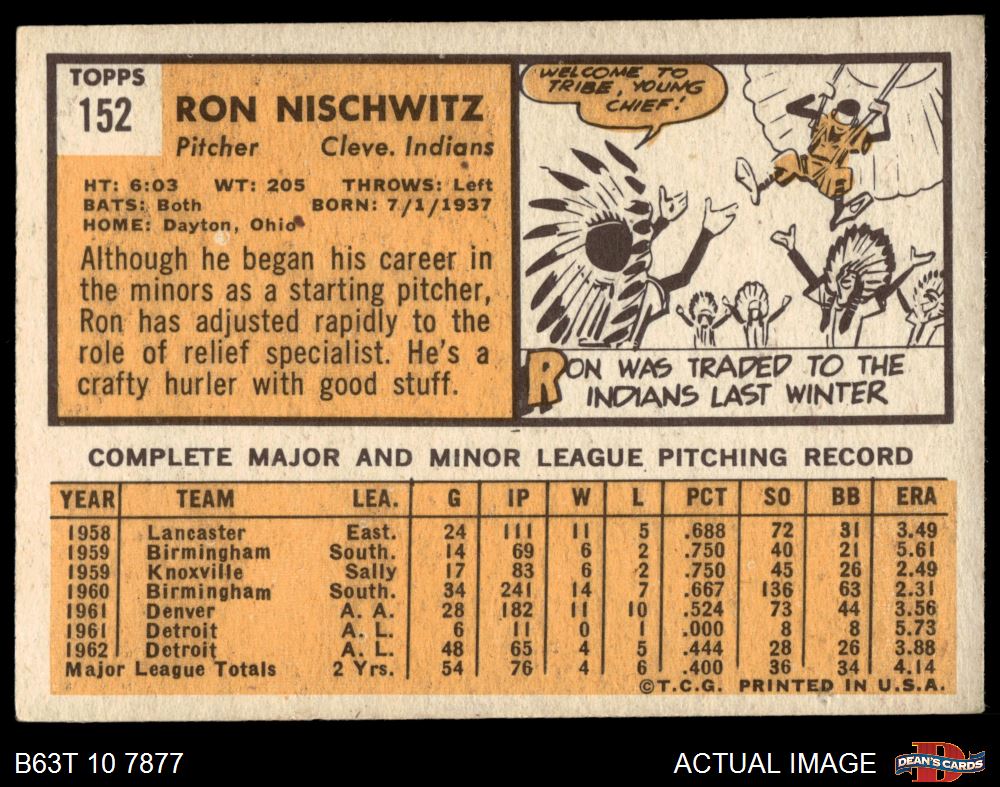 TOPPS
152
RON NISCHWITZ
Pitcher Cleve. Indians
HT: 6:03 WT: 205 THROWS: Left
BATS: Both BORN: 7/1/1937
HOME: Dayton, Ohio
Although he began his career in
the minors as a starting pitcher,
Ron has adjusted rapidly to the
role of relief specialist. He's a
crafty hurler with good stuff.
WELCOME TO
TRIBE, YOUNG
CHIEF!
RON WAS TRADED TO THE
INDIANS LAST WINTER
COMPLETE MAJOR AND MINOR LEAGUE PITCHING RECORD
YEAR TEAM LEA. G IP W L PCT SO BB ERA
1958 Lancaster East. 24 111 11 5 .688 72 31 3.49
1959 Birmingham South. 14 69 6 2 .750 40 21 5.61
1959 Knoxville Sally 17 83 6 2 .750 45 26 2.49
1960 Birmingham South. 34 241 14 7 .667 136 63 2.31
1961 Denver A. A. 28 182 11 10 .524 73 44 3.56
1961 Detroit A. L. 6 11 0 1 .000 8 8 5.73
1962 Detroit A. L. 48 65 4 5 .444 28 26 3.88
Major League Totals 2 Yrs. 54 76 4 6 .400 36 34 4.14
©T.C.G. PRINTED IN U.S.A.
B63T 10 7877
ACTUAL IMAGE
DEAN'S CARDS